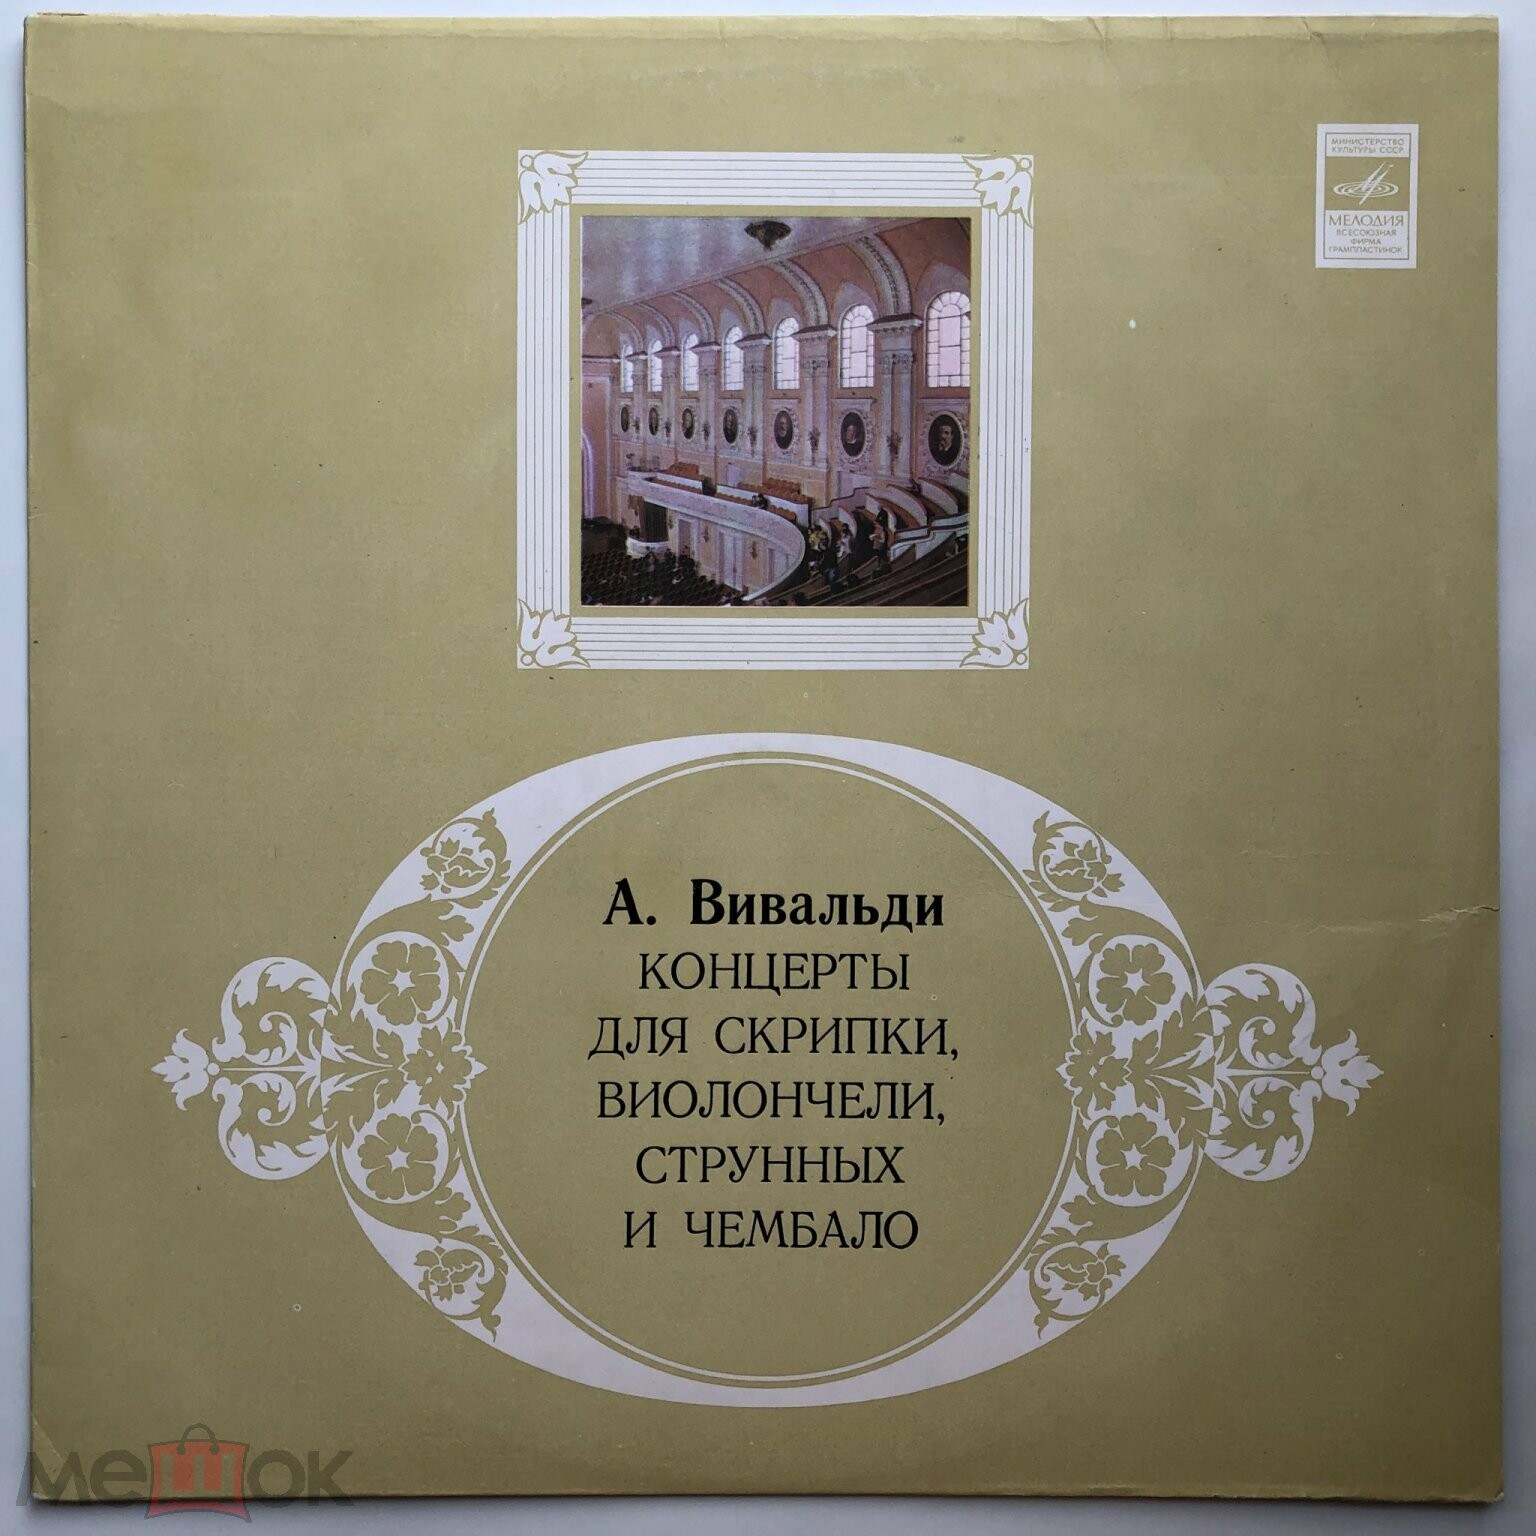 МИНИСТЕРСТВО
КУЛЬТУРЫ СССР
МЕЛОДИЯ
ВСЕСОЮЗНАЯ
ФИРМА
ГРАМПЛАСТИНОК
А. Вивальди
КОНЦЕРТЫ
ДЛЯ СКРИПКИ,
ВИОЛОНЧЕЛИ,
СТРУННЫХ
И ЧЕМБАЛО
мешок